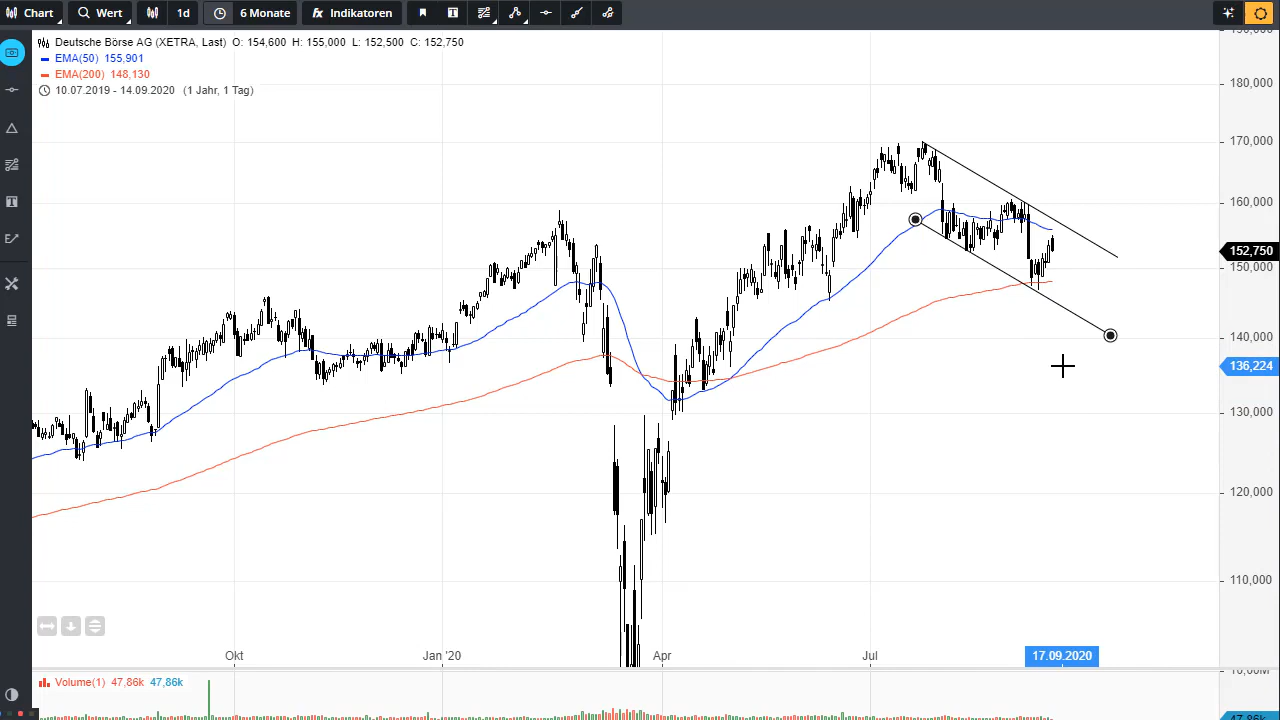 Chart Wert 1d 6 Monate fx Indikatoren T
Deutsche Börse AG (XETRA, Last) O: 154,600 H: 155,000 L: 152,500 C: 152,750
EMA(50) 155,901
EMA(200) 148,130
10.07.2019 - 14.09.2020 (1 Jahr, 1 Tag)
180,000
170,000
160,000
152,750
150,000
140,000
136,224
130,000
120,000
110,000
Okt Jan '20 Apr Jul 17.09.2020
Volume(1) 47,86k 47,86k
47,86k